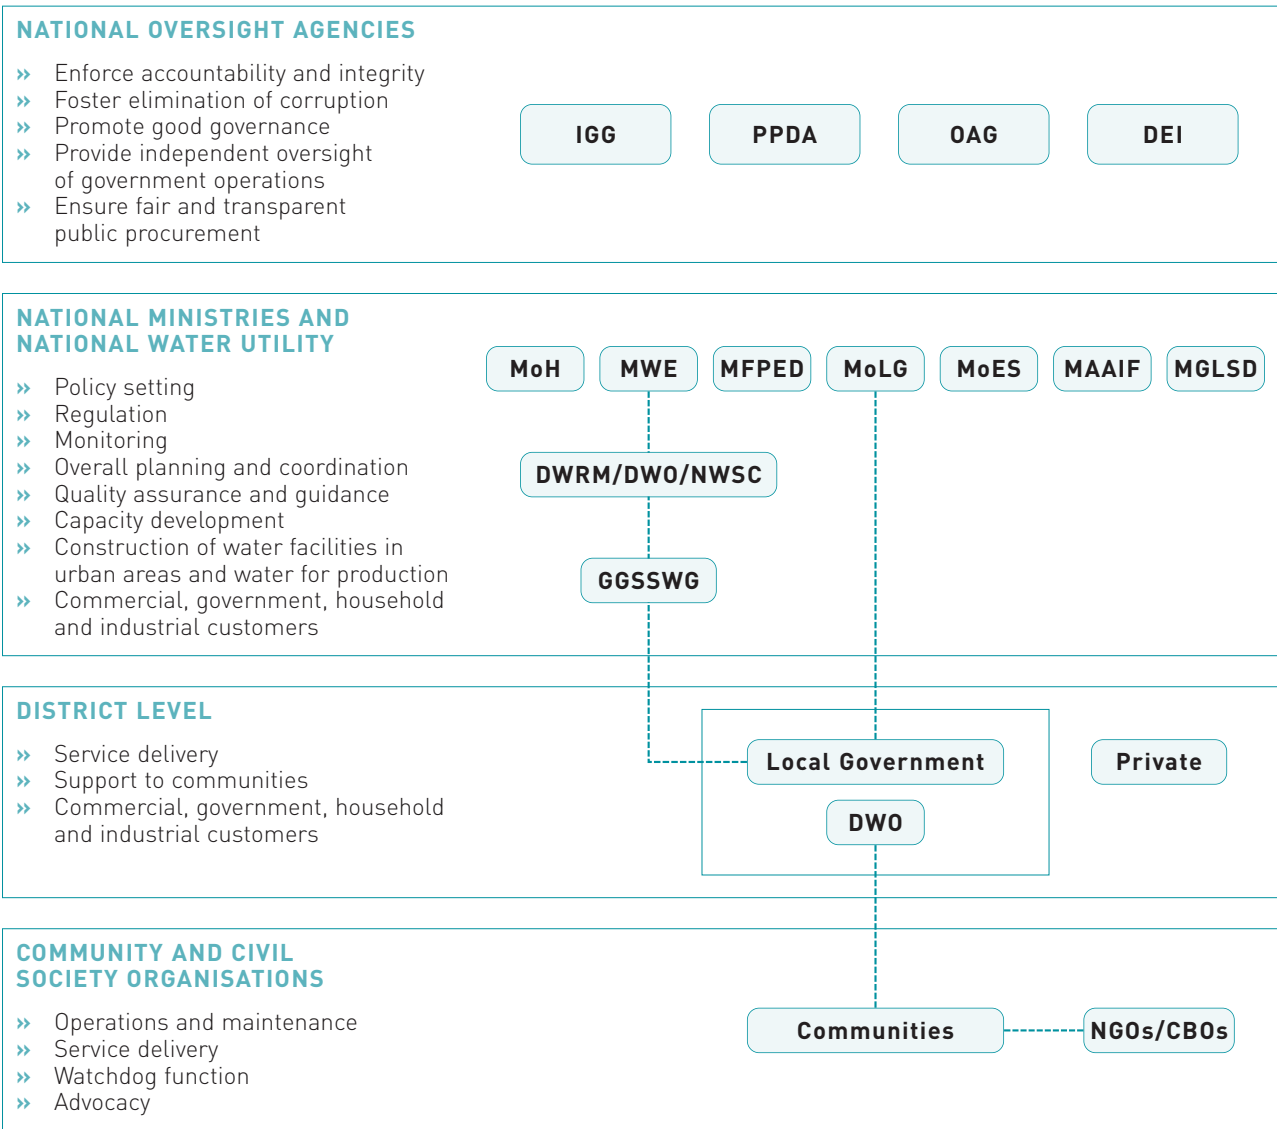 NATIONAL OVERSIGHT AGENCIES
» Enforce accountability and integrity
» Foster elimination of corruption
» Promote good governance
» Provide independent oversight
of government operations
» Ensure fair and transparent
public procurement
IGG
PPDA
OAG
DEI
NATIONAL MINISTRIES AND
NATIONAL WATER UTILITY
» Policy setting
» Regulation
» Monitoring
» Overall planning and coordination
» Quality assurance and guidance
» Capacity development
» Construction of water facilities in
urban areas and water for production
» Commercial, government, household
and industrial customers
MoH
MWE
MFPED
MoLG
MoES
MAAIF
MGLSD
DWRM/DWO/NWSC
GGSSWG
DISTRICT LEVEL
» Service delivery
» Support to communities
» Commercial, government, household
and industrial customers
Local Government
Private
DWO
COMMUNITY AND CIVIL
SOCIETY ORGANISATIONS
» Operations and maintenance
» Service delivery
» Watchdog function
» Advocacy
Communities
NGOs/CBOs